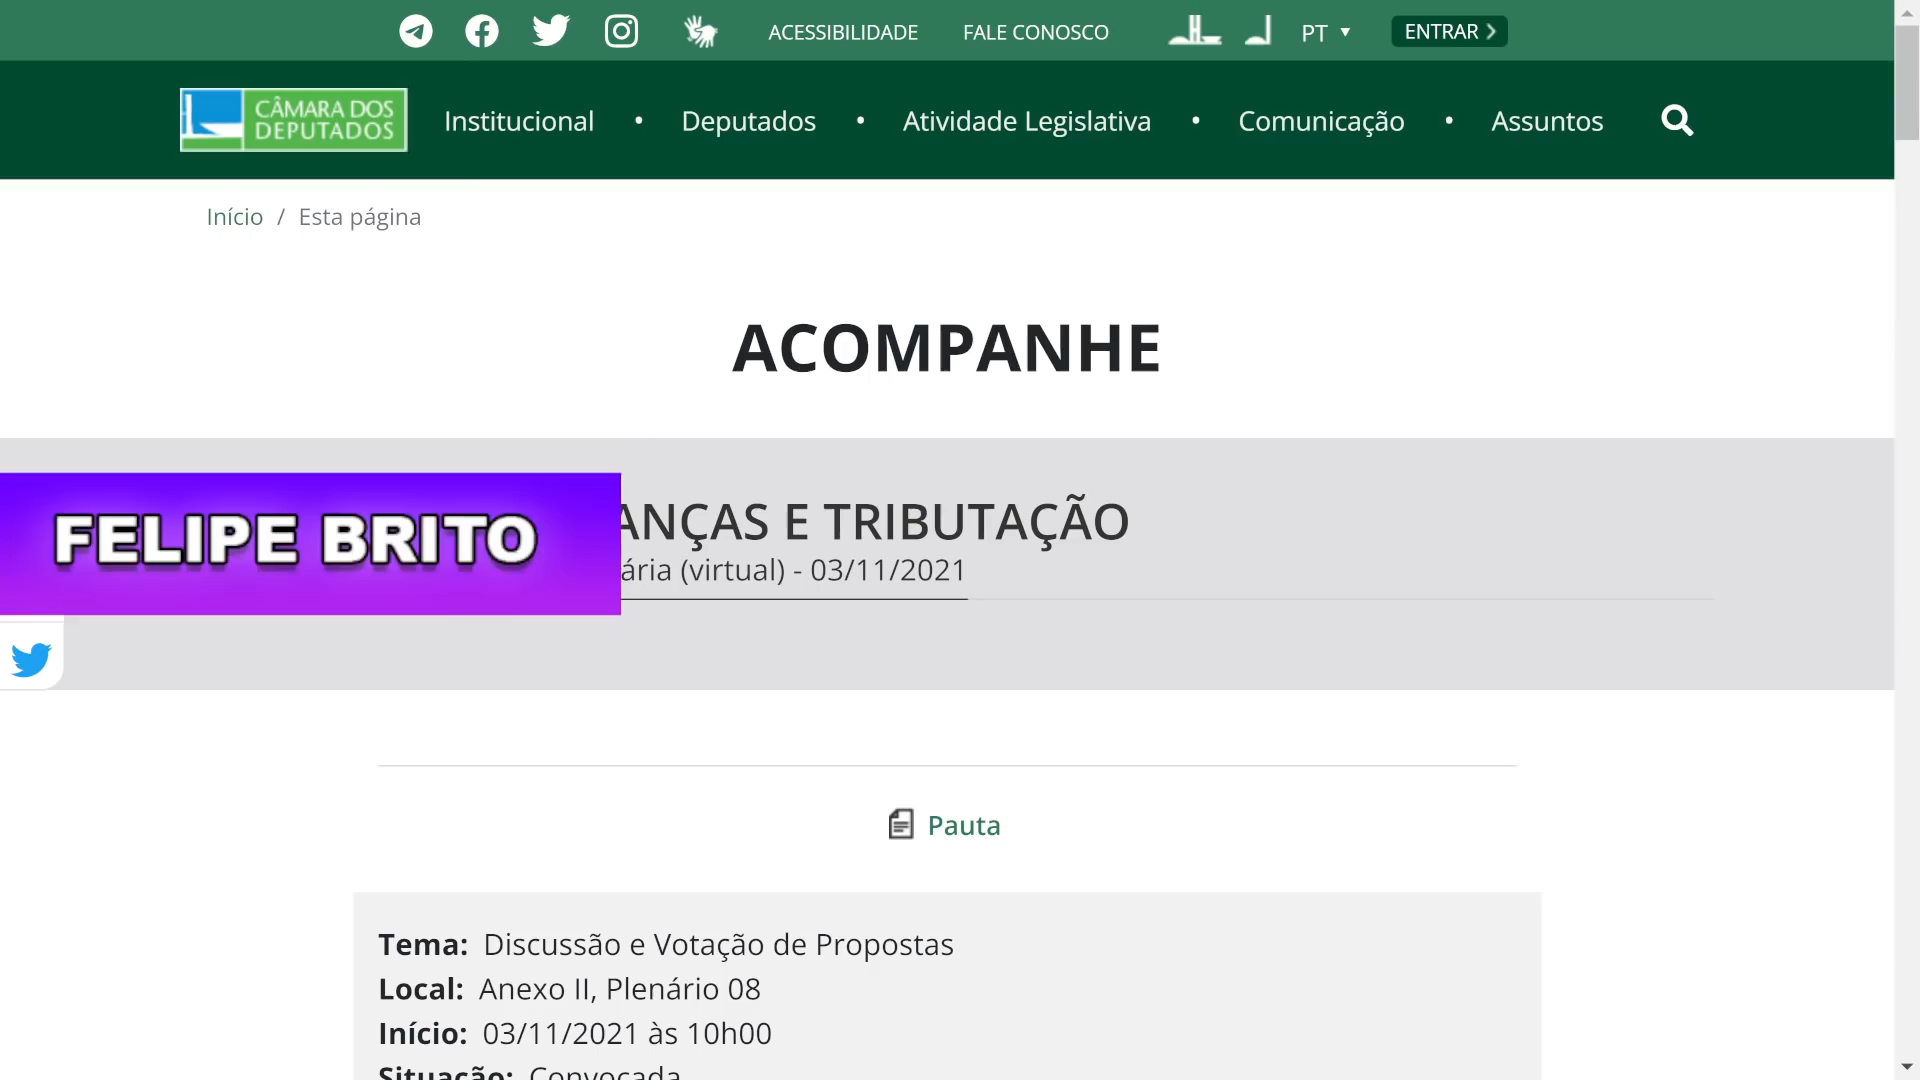 ACESSIBILIDADE FALE CONOSCO PT ENTRAR
CÂMARA DOS
DEPUTADOS
Institucional • Deputados • Atividade Legislativa • Comunicação • Assuntos
Início / Esta página
ACOMPANHE
ANÇAS E TRIBUTAÇÃO
FELIPE BRITO
ária (virtual) - 03/11/2021
Pauta
Tema: Discussão e Votação de Propostas
Local: Anexo II, Plenário 08
Início: 03/11/2021 às 10h00
Situação: Convocada